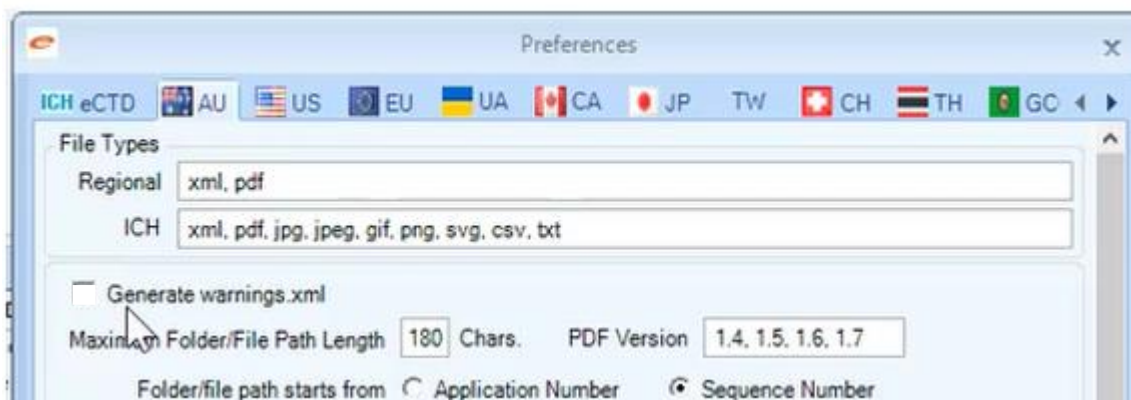 Preferences
ICH eCTD AU US EU UA CA JP TW CH TH GC
File Types
Regional xml, pdf
ICH xml, pdf, jpg, jpeg, gif, png, svg, csv, txt
Generate warnings.xml
Maximum Folder/File Path Length 180 Chars. PDF Version 1.4, 1.5, 1.6, 1.7
Folder/file path starts from Application Number Sequence Number